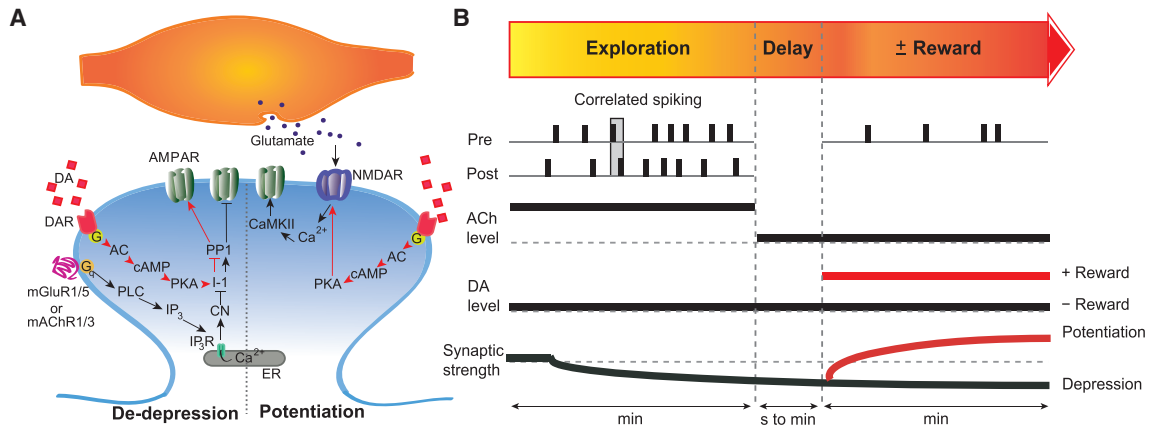 A
Glutamate
AMPAR
NMDAR
DA
DAR
G
AC
cAMP
PKA
I-1
PP1
CaMKII
Ca2+
G
AC
cAMP
PKA
Gq
mGluR1/5
or
mAChR1/3
PLC
IP3
IP3R
CN
Ca2+
ER
De-depression
Potentiation
B
Exploration
Delay
± Reward
Correlated spiking
Pre
Post
ACh
level
DA
level
+ Reward
− Reward
Synaptic
strength
Potentiation
Depression
min
s to min
min